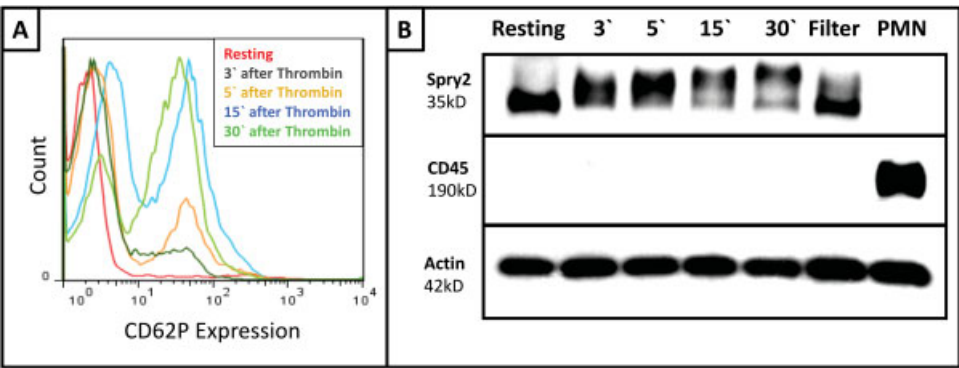 A
Resting
3` after Thrombin
5` after Thrombin
15` after Thrombin
30` after Thrombin
Count
0
10^0 10^1 10^2 10^3 10^4
CD62P Expression
B
Resting 3` 5` 15` 30` Filter PMN
Spry2
35kD
CD45
190kD
Actin
42kD